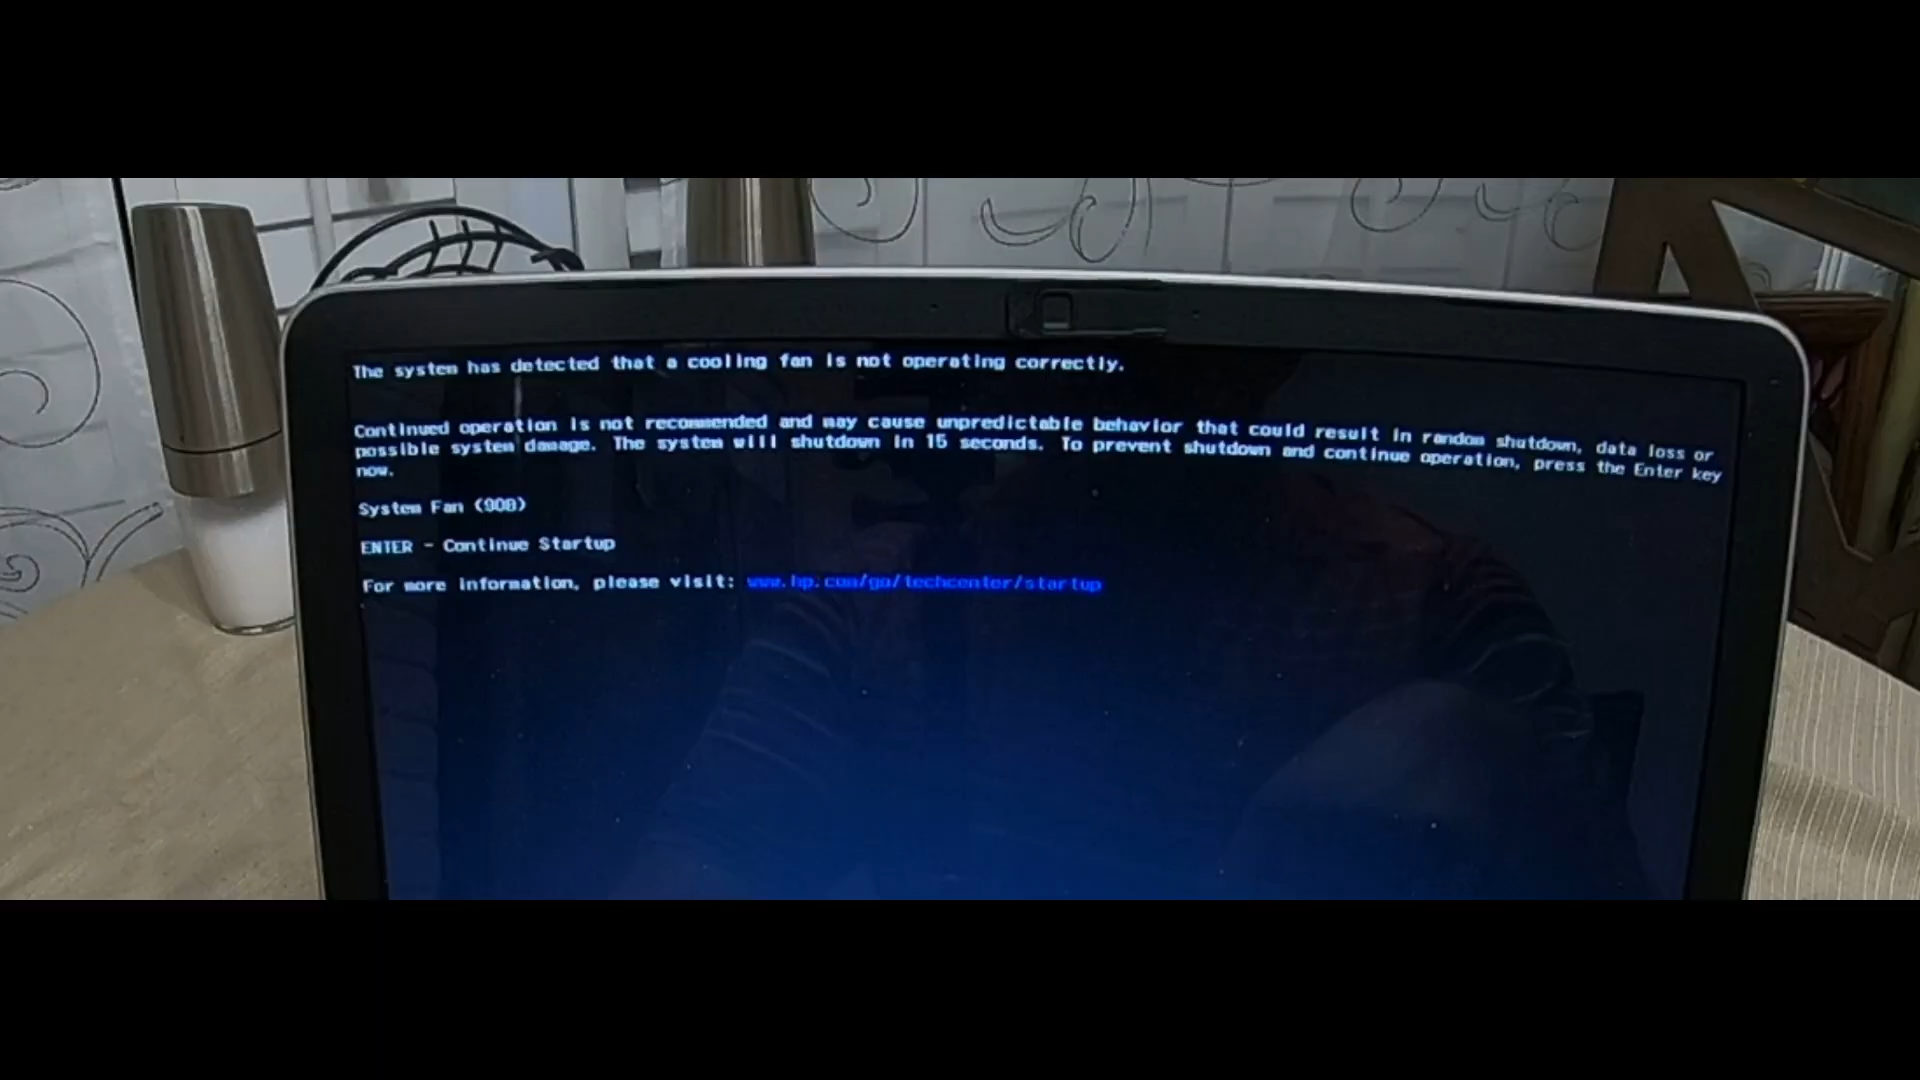 The system has detected that a cooling fan is not operating correctly.
Continued operation is not recommended and may cause unpredictable behavior that could result in random shutdown, data loss or
possible system damage. The system will shutdown in 15 seconds. To prevent shutdown and continue operation, press the Enter key
now.
System Fan (90B)
ENTER - Continue Startup
For more information, please visit: www.hp.com/go/techcenter/startup